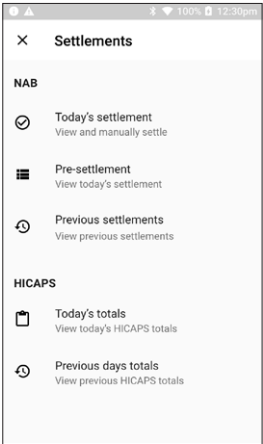 100% 12:30pm
Settlements
NAB
Today's settlement
View and manually settle
Pre-settlement
View today's settlement
Previous settlements
View previous settlements
HICAPS
Today's totals
View today's HICAPS totals
Previous days totals
View previous HICAPS totals